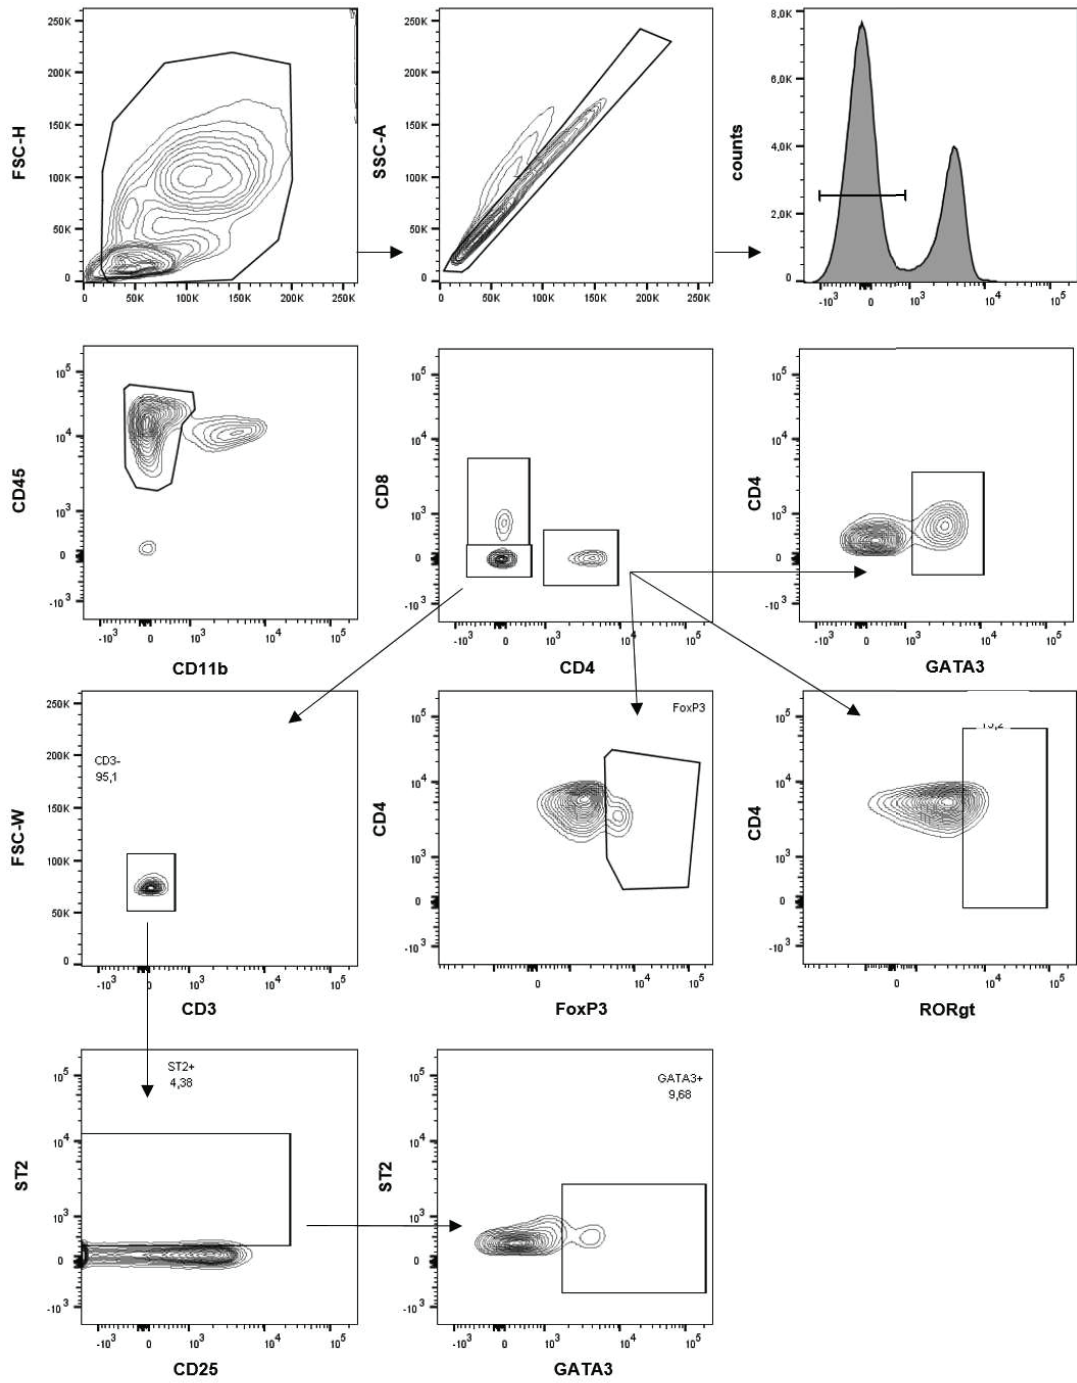 FSC-H
250K
200K
150K
100K
50K
0
0 50K 100K 150K 200K 250K
SSC-A
250K
200K
150K
100K
50K
0
50K 100K 150K 200K 250K
counts
8,0K
6,0K
4,0K
2,0K
0
-10³ 0 10³ 10⁴ 10⁵
CD45
10⁵
10⁴
10³
0
-10³
-10³ 0 10³ 10⁴ 10⁵
CD11b
CD8
10⁵
10⁴
10³
0
-10³
-10³ 0 10³ 10⁴ 10⁵
CD4
CD4
10⁵
10⁴
10³
0
-10³
-10³ 0 10³ 10⁴ 10⁵
GATA3
FSC-W
250K
200K
150K
100K
50K
0
CD3-
95,1
-10³ 0 10³ 10⁴ 10⁵
CD3
CD4
10⁵
10⁴
10³
0
-10³
FoxP3
0 10³ 10⁴ 10⁵
FoxP3
CD4
10⁵
10⁴
10³
0
-10³
0 10³ 10⁴ 10⁵
RORgt
ST2
10⁵
10⁴
10³
0
-10³
ST2+
4,38
-10³ 0 10³ 10⁴ 10⁵
CD25
ST2
10⁵
10⁴
10³
0
-10³
GATA3+
9,68
-10³ 0 10³ 10⁴ 10⁵
GATA3